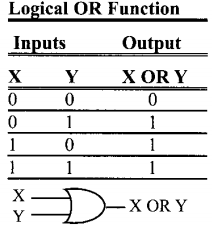 Logical OR Function
Inputs Output
X Y X OR Y
0 0 0
0 1 1
1 0 1
1 1 1
X
Y X OR Y